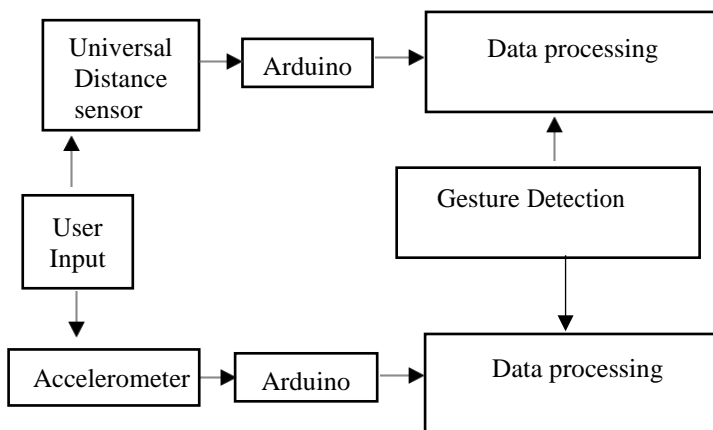 Universal
Distance
sensor
Arduino
Data processing
User
Input
Gesture Detection
Accelerometer
Arduino
Data processing